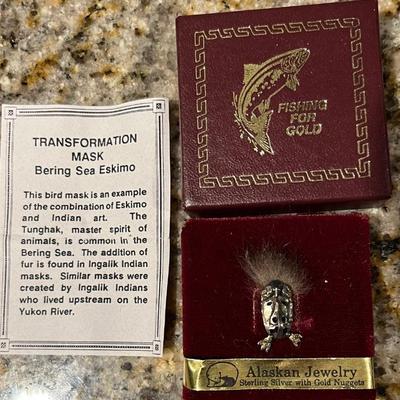 TRANSFORMATION
MASK
Bering Sea Eskimo
This bird mask is an example
of the combination of Eskimo
and Indian art. The
Tunghak, master spirit of
animals, is common in the
Bering Sea. The addition of
fur is found in Ingalik Indian
masks. Similar masks were
created by Ingalik Indians
who lived upstream on the
Yukon River.
FISHING
FOR
GOLD
Alaskan Jewelry
Sterling Silver with Gold Nuggets